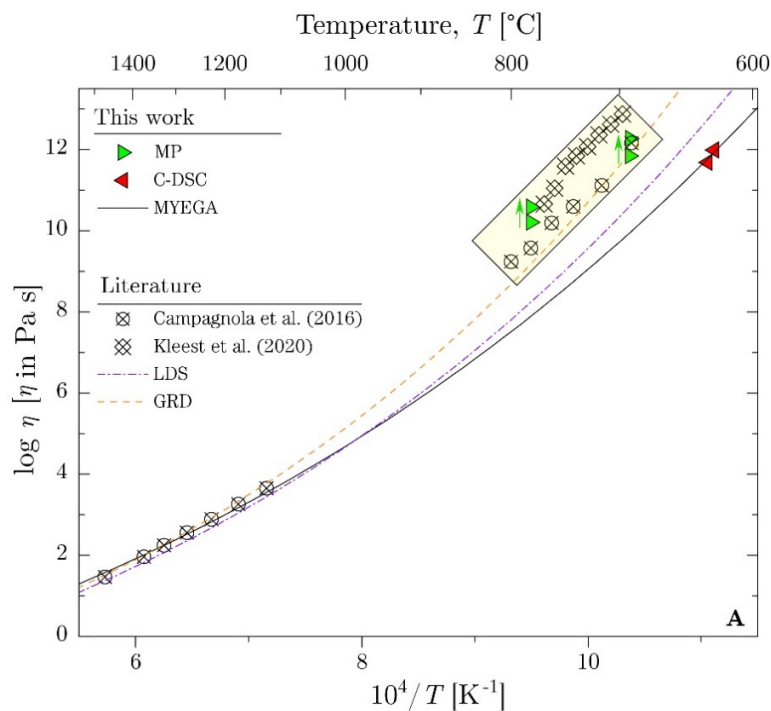 Temperature, T [°C]
1400 1200 1000 800 600
This work
MP
C-DSC
MYEGA
Literature
Campagnola et al. (2016)
Kleest et al. (2020)
LDS
GRD
log η [η in Pa s]
12
10
8
6
4
2
0
A
6 8 10
10⁴/T [K⁻¹]